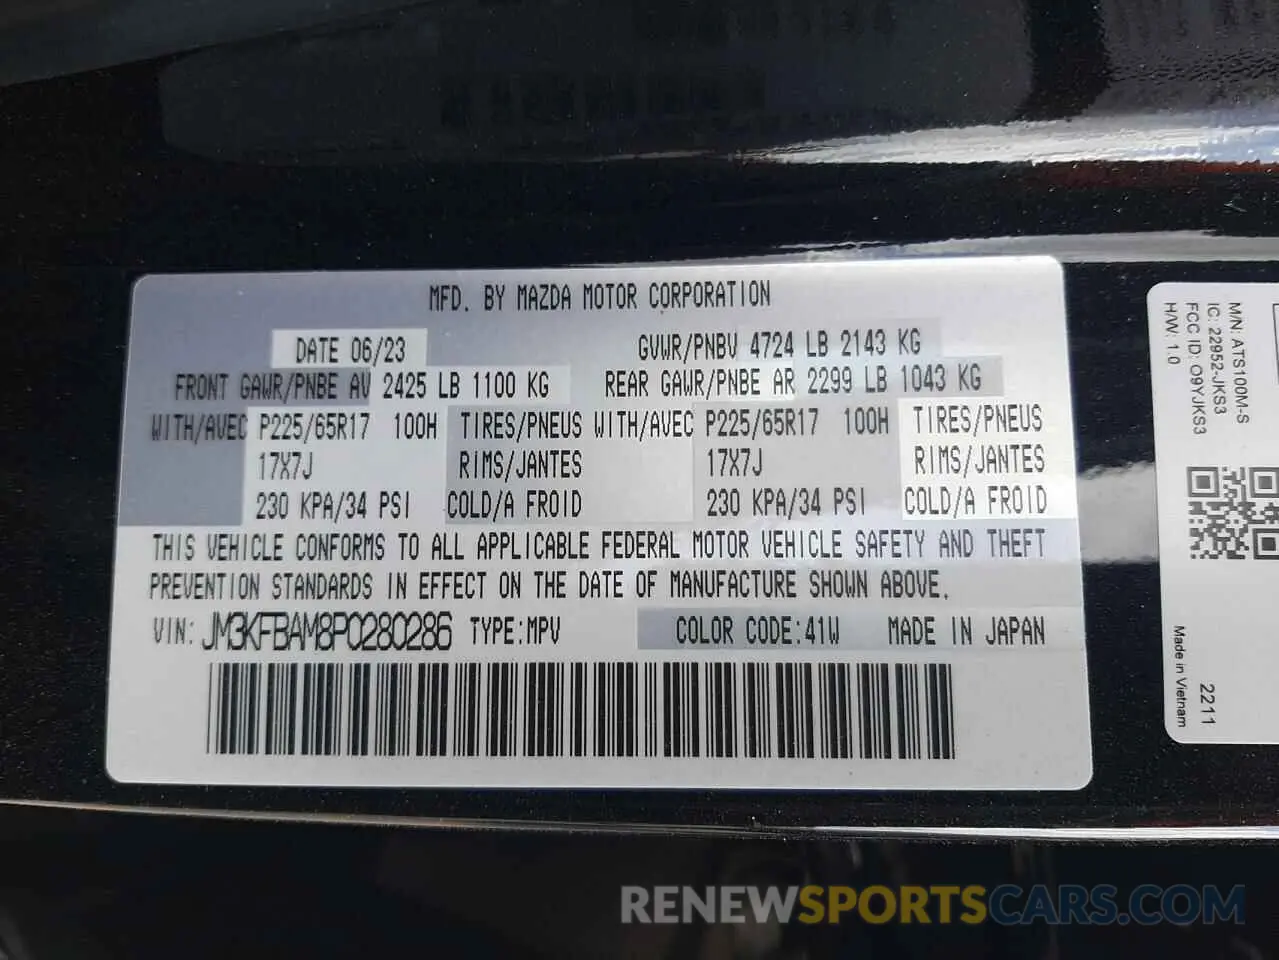 MFD. BY MAZDA MOTOR CORPORATION
DATE 06/23 GVWR/PNBV 4724 LB 2143 KG
FRONT GAWR/PNBE AV 2425 LB 1100 KG REAR GAWR/PNBE AR 2299 LB 1043 KG
WITH/AVEC P225/65R17 100H TIRES/PNEUS WITH/AVEC P225/65R17 100H TIRES/PNEUS
17X7J RIMS/JANTES 17X7J RIMS/JANTES
230 KPA/34 PSI COLD/A FROID 230 KPA/34 PSI COLD/A FROID
THIS VEHICLE CONFORMS TO ALL APPLICABLE FEDERAL MOTOR VEHICLE SAFETY AND THEFT
PREVENTION STANDARDS IN EFFECT ON THE DATE OF MANUFACTURE SHOWN ABOVE.
VIN: JM3KFBAM8P0280286 TYPE:MPV COLOR CODE:41W MADE IN JAPAN
M/N: ATS100M-S
IC: 22952-JKS3
FCC ID: O9YJKS3
H/W: 1.0
2211
Made in Vietnam
RENEWSPORTSCARS.COM